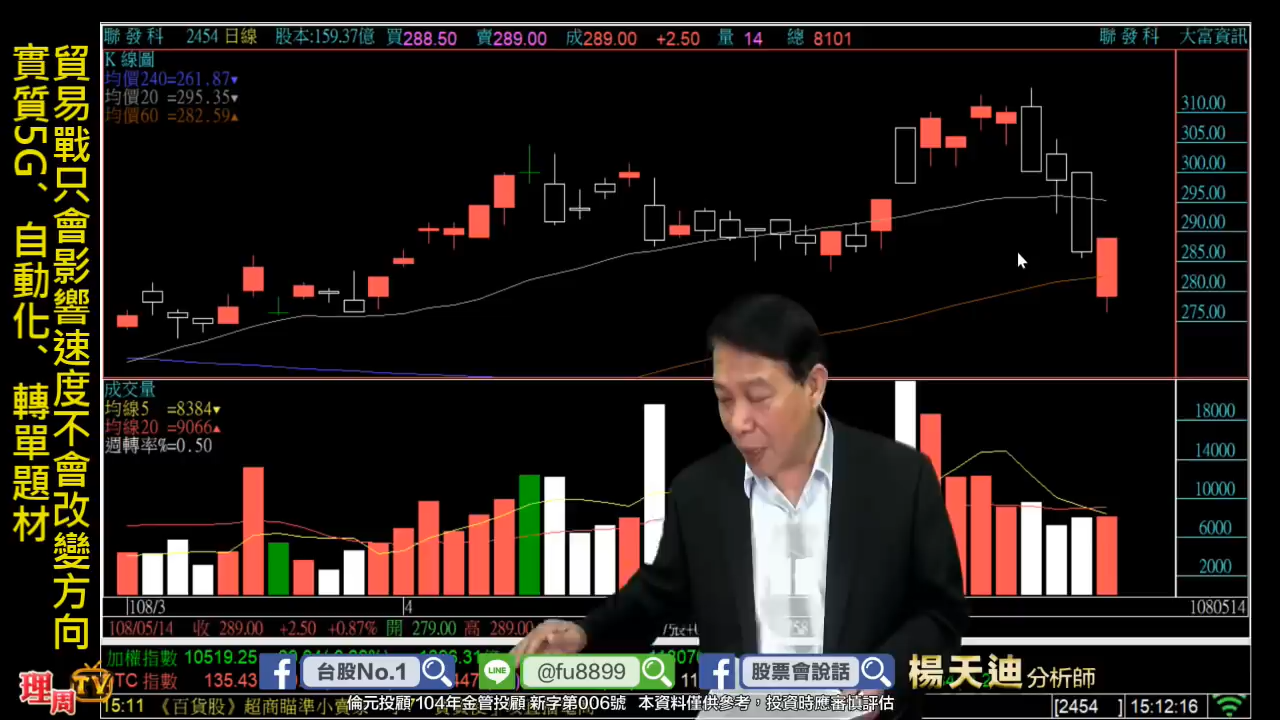 貿易戰只會影響速度不會改變方向
實質5G、自動化、轉單題材
聯發科 2454 日線 股本:159.37億 買288.50 賣289.00 成289.00 +2.50 量 14 總 8101 聯發科 大富資訊
K 線圖
均價240=261.87▼
均價20 =295.35▼
均價60 =282.59▲
310.00
305.00
300.00
295.00
290.00
285.00
280.00
275.00
成交量
均線5 =8384▼
均線20 =9066▲
週轉率%=0.50
18000
14000
10000
6000
2000
108/3
4
1080514
108/05/14 收 289.00 +2.50 +0.87% 開 279.00 高 289.00
加權指數 10519.25
TC 指數 135.43
台股No.1
LINE
@fu8899
股票會說話
楊天迪 分析師
理周TV
15:11 《百貨股》超商瞄準小賣
倫元投顧 104年金管投顧 新字第006號 本資料僅供參考，投資時應審慎評估
[2454 ] 15:12:16